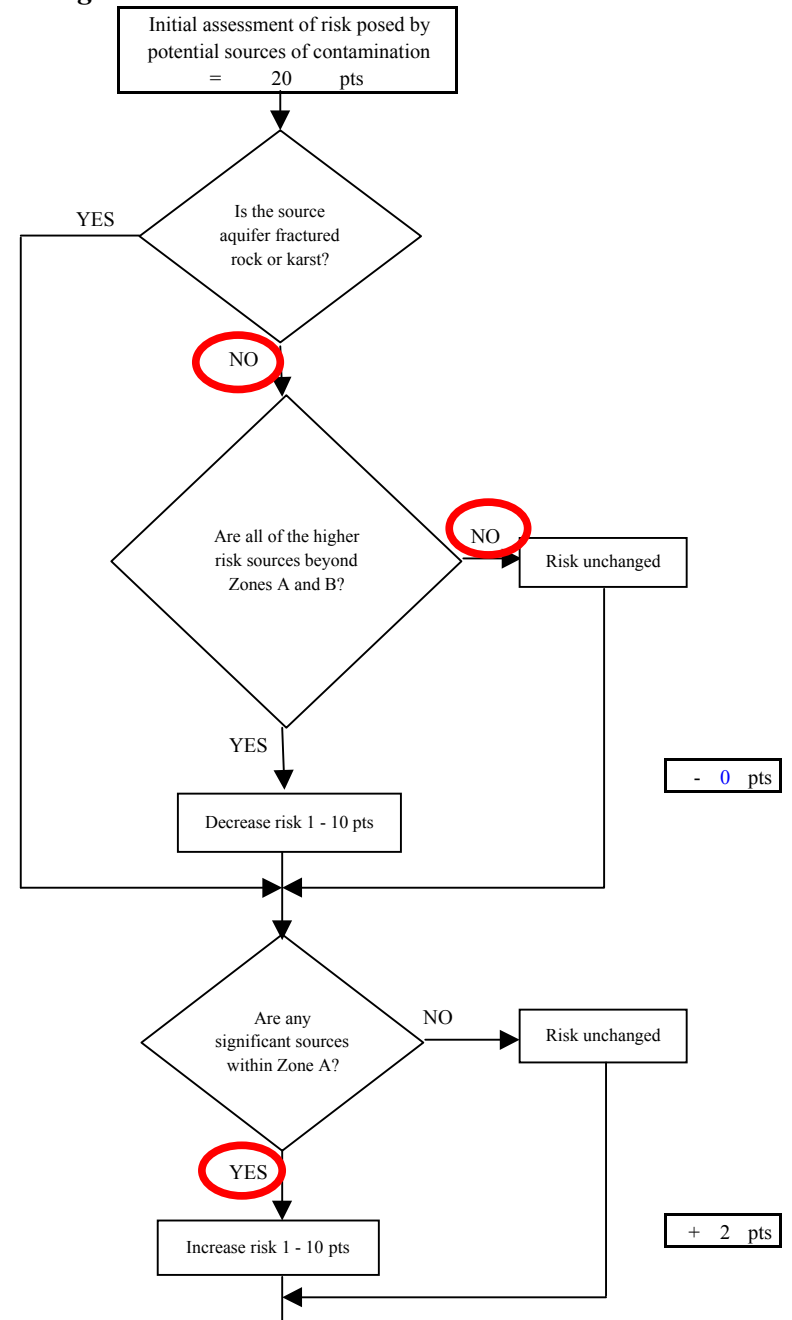 Initial assessment of risk posed by
potential sources of contamination
= 20 pts
YES
Is the source
aquifer fractured
rock or karst?
NO
Are all of the higher
risk sources beyond
Zones A and B?
NO
Risk unchanged
YES
- 0 pts
Decrease risk 1 - 10 pts
Are any
significant sources
within Zone A?
NO
Risk unchanged
YES
+ 2 pts
Increase risk 1 - 10 pts